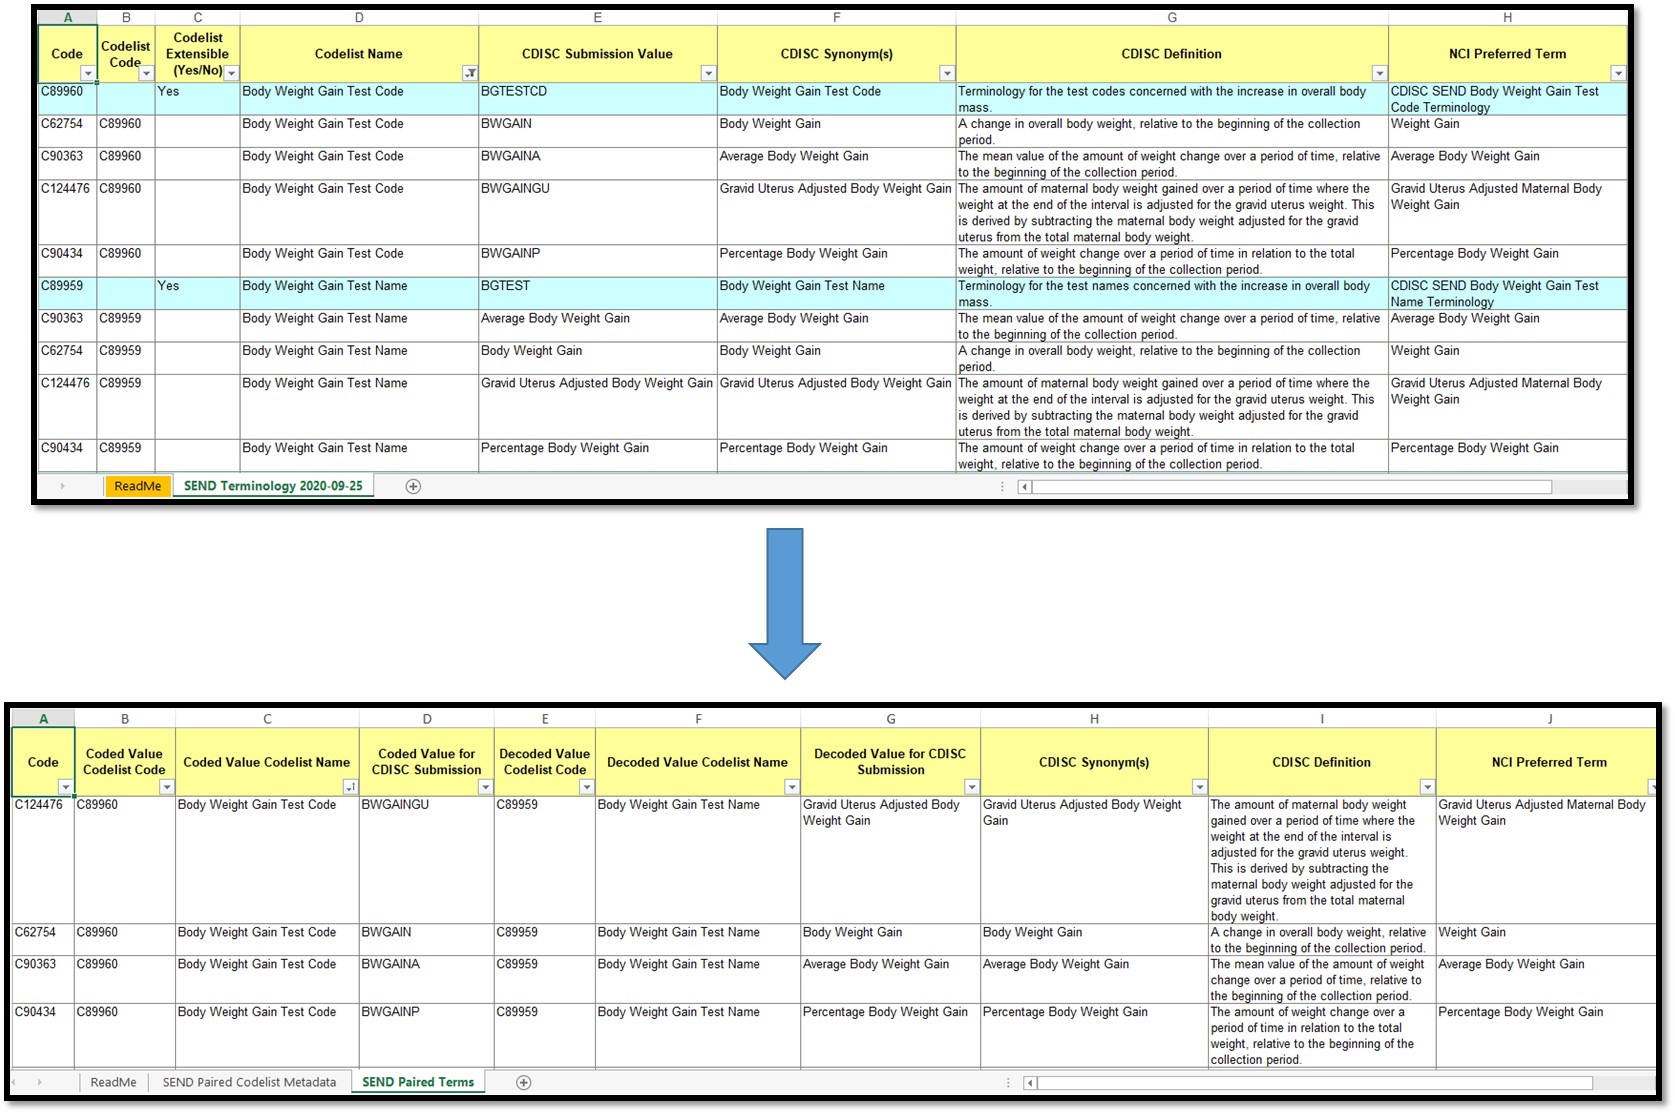 A B C D E F G H
Code Codelist Code Codelist Extensible (Yes/No) Codelist Name CDISC Submission Value CDISC Synonym(s) CDISC Definition NCI Preferred Term
C89960 Yes Body Weight Gain Test Code BGTESTCD Body Weight Gain Test Code Terminology for the test codes concerned with the increase in overall body CDISC SEND Body Weight Gain Test
mass. Code Terminology
C62754 C89960 Body Weight Gain Test Code BWGAIN Body Weight Gain A change in overall body weight, relative to the beginning of the collection Weight Gain
period.
C90363 C89960 Body Weight Gain Test Code BWGAINA Average Body Weight Gain The mean value of the amount of weight change over a period of time, relative Average Body Weight Gain
to the beginning of the collection period.
C124476 C89960 Body Weight Gain Test Code BWGAINGU Gravid Uterus Adjusted Body Weight Gain The amount of maternal body weight gained over a period of time where the Gravid Uterus Adjusted Maternal Body
weight at the end of the interval is adjusted for the gravid uterus weight. This Weight Gain
is derived by subtracting the maternal body weight adjusted for the gravid
uterus from the total maternal body weight.
C90434 C89960 Body Weight Gain Test Code BWGAINP Percentage Body Weight Gain The amount of weight change over a period of time in relation to the total Percentage Body Weight Gain
weight, relative to the beginning of the collection period.
C89959 Yes Body Weight Gain Test Name BGTEST Body Weight Gain Test Name Terminology for the test names concerned with the increase in overall body CDISC SEND Body Weight Gain Test
mass. Name Terminology
C90363 C89959 Body Weight Gain Test Name Average Body Weight Gain Average Body Weight Gain The mean value of the amount of weight change over a period of time, relative Average Body Weight Gain
to the beginning of the collection period.
C62754 C89959 Body Weight Gain Test Name Body Weight Gain Body Weight Gain A change in overall body weight, relative to the beginning of the collection Weight Gain
period.
C124476 C89959 Body Weight Gain Test Name Gravid Uterus Adjusted Body Weight Gain Gravid Uterus Adjusted Body Weight Gain The amount of maternal body weight gained over a period of time where the Gravid Uterus Adjusted Maternal Body
weight at the end of the interval is adjusted for the gravid uterus weight. This Weight Gain
is derived by subtracting the maternal body weight adjusted for the gravid
uterus from the total maternal body weight.
C90434 C89959 Body Weight Gain Test Name Percentage Body Weight Gain Percentage Body Weight Gain The amount of weight change over a period of time in relation to the total Percentage Body Weight Gain
weight, relative to the beginning of the collection period.
ReadMe SEND Terminology 2020-09-25
A B C D E F G H I J
Code Coded Value Codelist Code Coded Value Codelist Name Coded Value for CDISC Submission Decoded Value Codelist Code Decoded Value Codelist Name Decoded Value for CDISC Submission CDISC Synonym(s) CDISC Definition NCI Preferred Term
C124476 C89960 Body Weight Gain Test Code BWGAINGU C89959 Body Weight Gain Test Name Gravid Uterus Adjusted Body Gravid Uterus Adjusted Body Weight The amount of maternal body weight Gravid Uterus Adjusted Maternal Body
Weight Gain Gain gained over a period of time where the Weight Gain
weight at the end of the interval is
adjusted for the gravid uterus weight.
This is derived by subtracting the
maternal body weight adjusted for the
gravid uterus from the total maternal
body weight.
C62754 C89960 Body Weight Gain Test Code BWGAIN C89959 Body Weight Gain Test Name Body Weight Gain Body Weight Gain A change in overall body weight, relative Weight Gain
to the beginning of the collection period.
C90363 C89960 Body Weight Gain Test Code BWGAINA C89959 Body Weight Gain Test Name Average Body Weight Gain Average Body Weight Gain The mean value of the amount of weight Average Body Weight Gain
change over a period of time, relative to
the beginning of the collection period.
C90434 C89960 Body Weight Gain Test Code BWGAINP C89959 Body Weight Gain Test Name Percentage Body Weight Gain Percentage Body Weight Gain The amount of weight change over a Percentage Body Weight Gain
period of time in relation to the total
weight, relative to the beginning of the
collection period.
ReadMe SEND Paired Codelist Metadata SEND Paired Terms